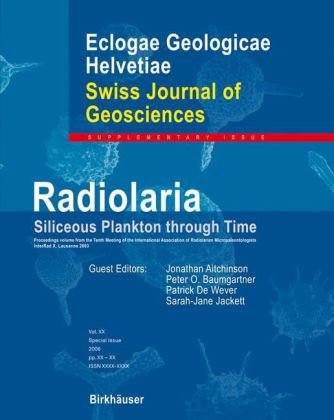 Eclogae Geologicae
Helvetiae
Swiss Journal of
Geosciences
SUPPLEMENTARY ISSUE
Radiolaria
Siliceous Plankton through Time
Proceedings volume from the Tenth Meeting of the International Association of Radiolarian Micropaleontologists
InterRad X, Lausanne 2003
Guest Editors: Jonathan Aitchinson
Peter O. Baumgartner
Patrick De Wever
Sarah-Jane Jackett
Vol. XX
Special Issue
2006
pp. XX – XX
ISSN XXXX-XXXX
Birkhäuser